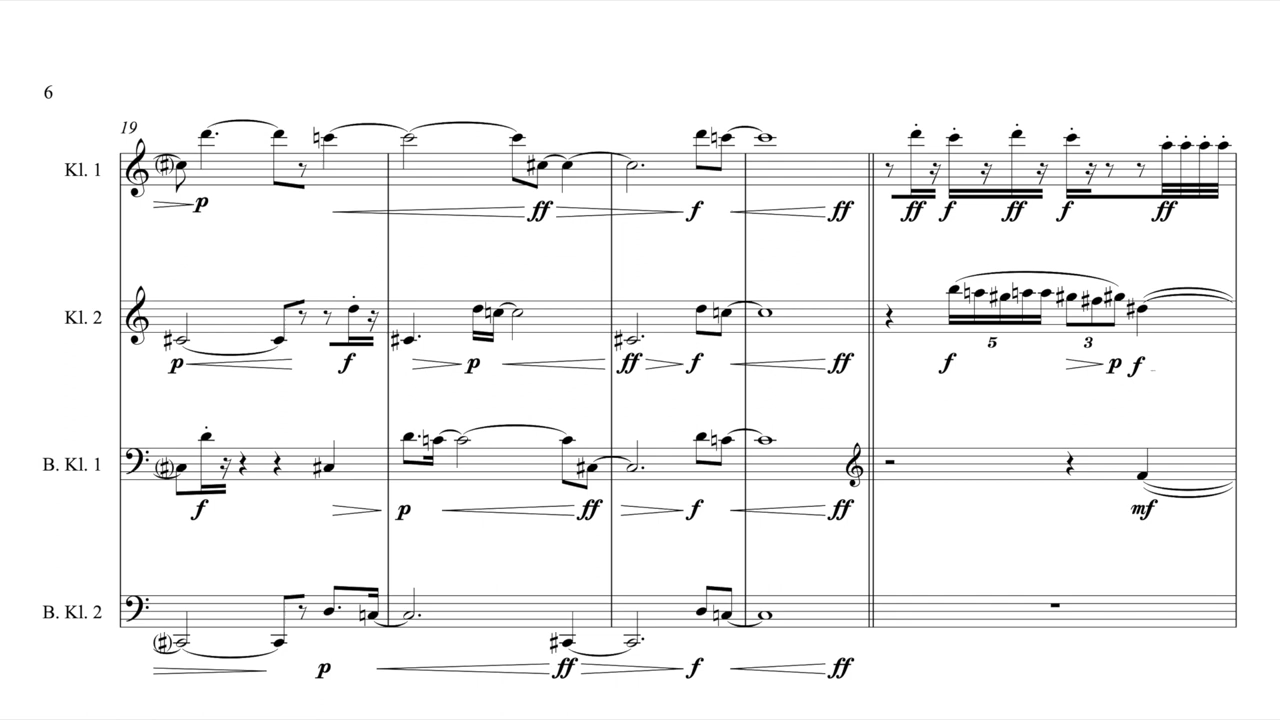 6
19
Kl. 1
p ff f ff ff f ff f ff
Kl. 2
5 3
p f p ff f ff f p f
B. Kl. 1
f p ff f ff mf
B. Kl. 2
p ff f ff